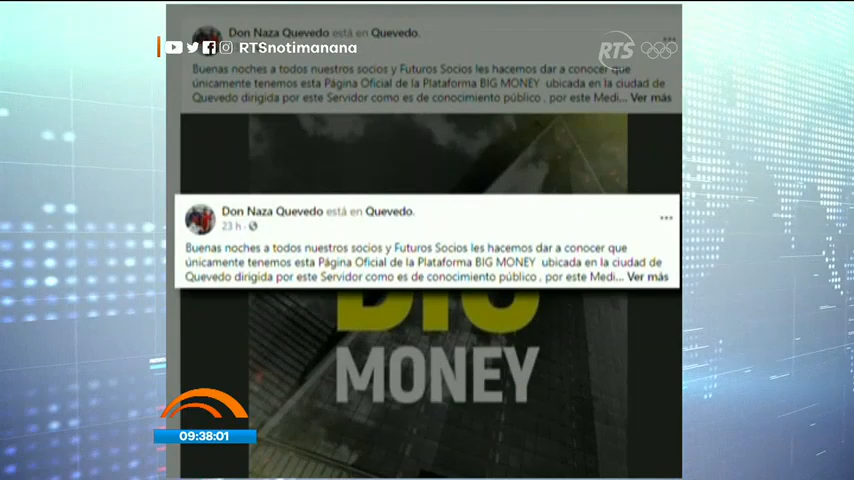 Don Naza Quevedo está en Quevedo.
RTSnotimanana
RTS
Buenas noches a todos nuestros socios y Futuros Socios les hacemos dar a conocer que
únicamente tenemos esta Página Oficial de la Plataforma BIG MONEY ubicada en la ciudad de
Quevedo dirigida por este Servidor como es de conocimiento público , por este Medi... Ver más
Don Naza Quevedo está en Quevedo.
23 h
Buenas noches a todos nuestros socios y Futuros Socios les hacemos dar a conocer que
únicamente tenemos esta Página Oficial de la Plataforma BIG MONEY ubicada en la ciudad de
Quevedo dirigida por este Servidor como es de conocimiento público , por este Medi... Ver más
BIG
MONEY
09:38:01